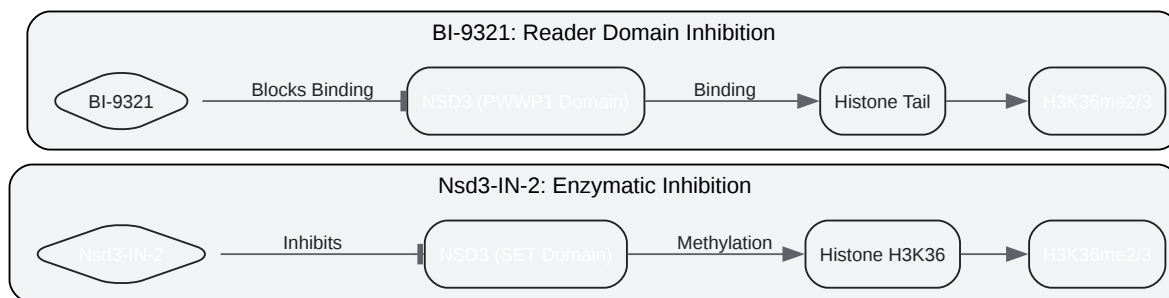 BI-9321: Reader Domain Inhibition
BI-9321
Blocks Binding
NSD3 (PWWP1 Domain)
Binding
Histone Tail
H3K36me2/3
Nsd3-IN-2: Enzymatic Inhibition
Nsd3-IN-2
Inhibits
NSD3 (SET Domain)
Methylation
Histone H3K36
H3K36me2/3